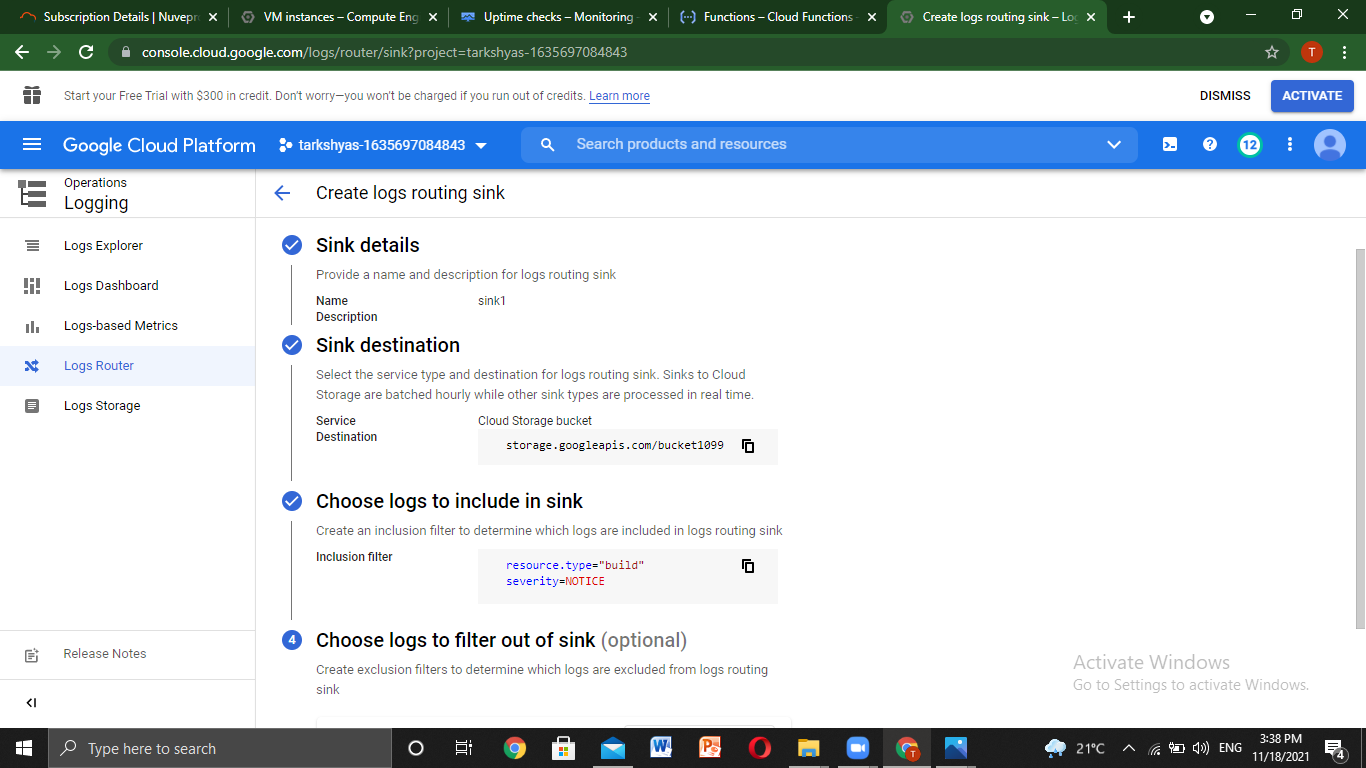 Subscription Details | Nuvepr
VM instances – Compute Eng
Uptime checks – Monitoring
Functions – Cloud Functions
Create logs routing sink – Lo
console.cloud.google.com/logs/router/sink?project=tarkshyas-1635697084843
T
Start your Free Trial with $300 in credit. Don't worry—you won't be charged if you run out of credits. Learn more
DISMISS
ACTIVATE
Google Cloud Platform
tarkshyas-1635697084843
Search products and resources
12
Operations
Logging
Logs Explorer
Logs Dashboard
Logs-based Metrics
Logs Router
Logs Storage
Release Notes
Create logs routing sink
Sink details
Provide a name and description for logs routing sink
Name sink1
Description
Sink destination
Select the service type and destination for logs routing sink. Sinks to Cloud
Storage are batched hourly while other sink types are processed in real time.
Service Cloud Storage bucket
Destination
storage.googleapis.com/bucket1099
Choose logs to include in sink
Create an inclusion filter to determine which logs are included in logs routing sink
Inclusion filter
resource.type="build"
severity=NOTICE
4 Choose logs to filter out of sink (optional)
Create exclusion filters to determine which logs are excluded from logs routing
sink
Activate Windows
Go to Settings to activate Windows.
Type here to search
T
21°C
ENG
3:38 PM
11/18/2021
4